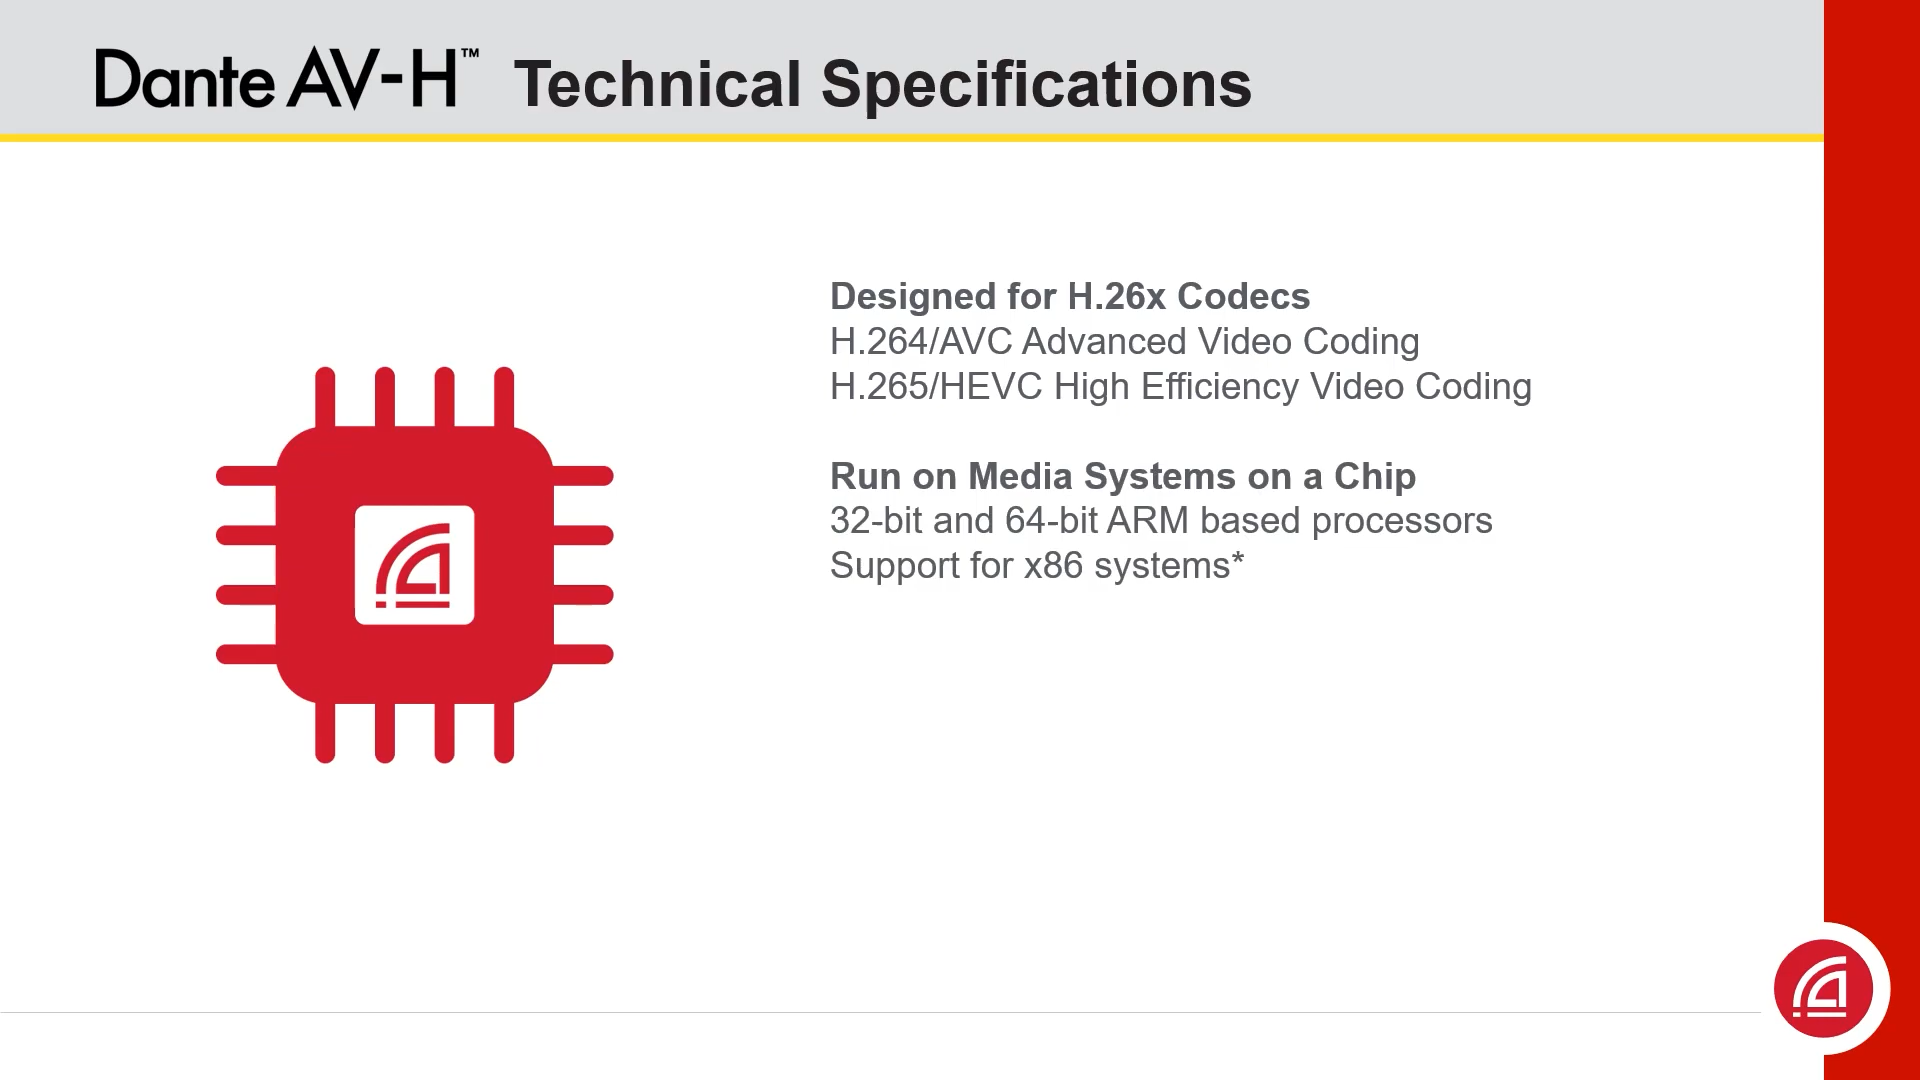 Dante AV-H™ Technical Specifications
Designed for H.26x Codecs
H.264/AVC Advanced Video Coding
H.265/HEVC High Efficiency Video Coding
Run on Media Systems on a Chip
32-bit and 64-bit ARM based processors
Support for x86 systems*